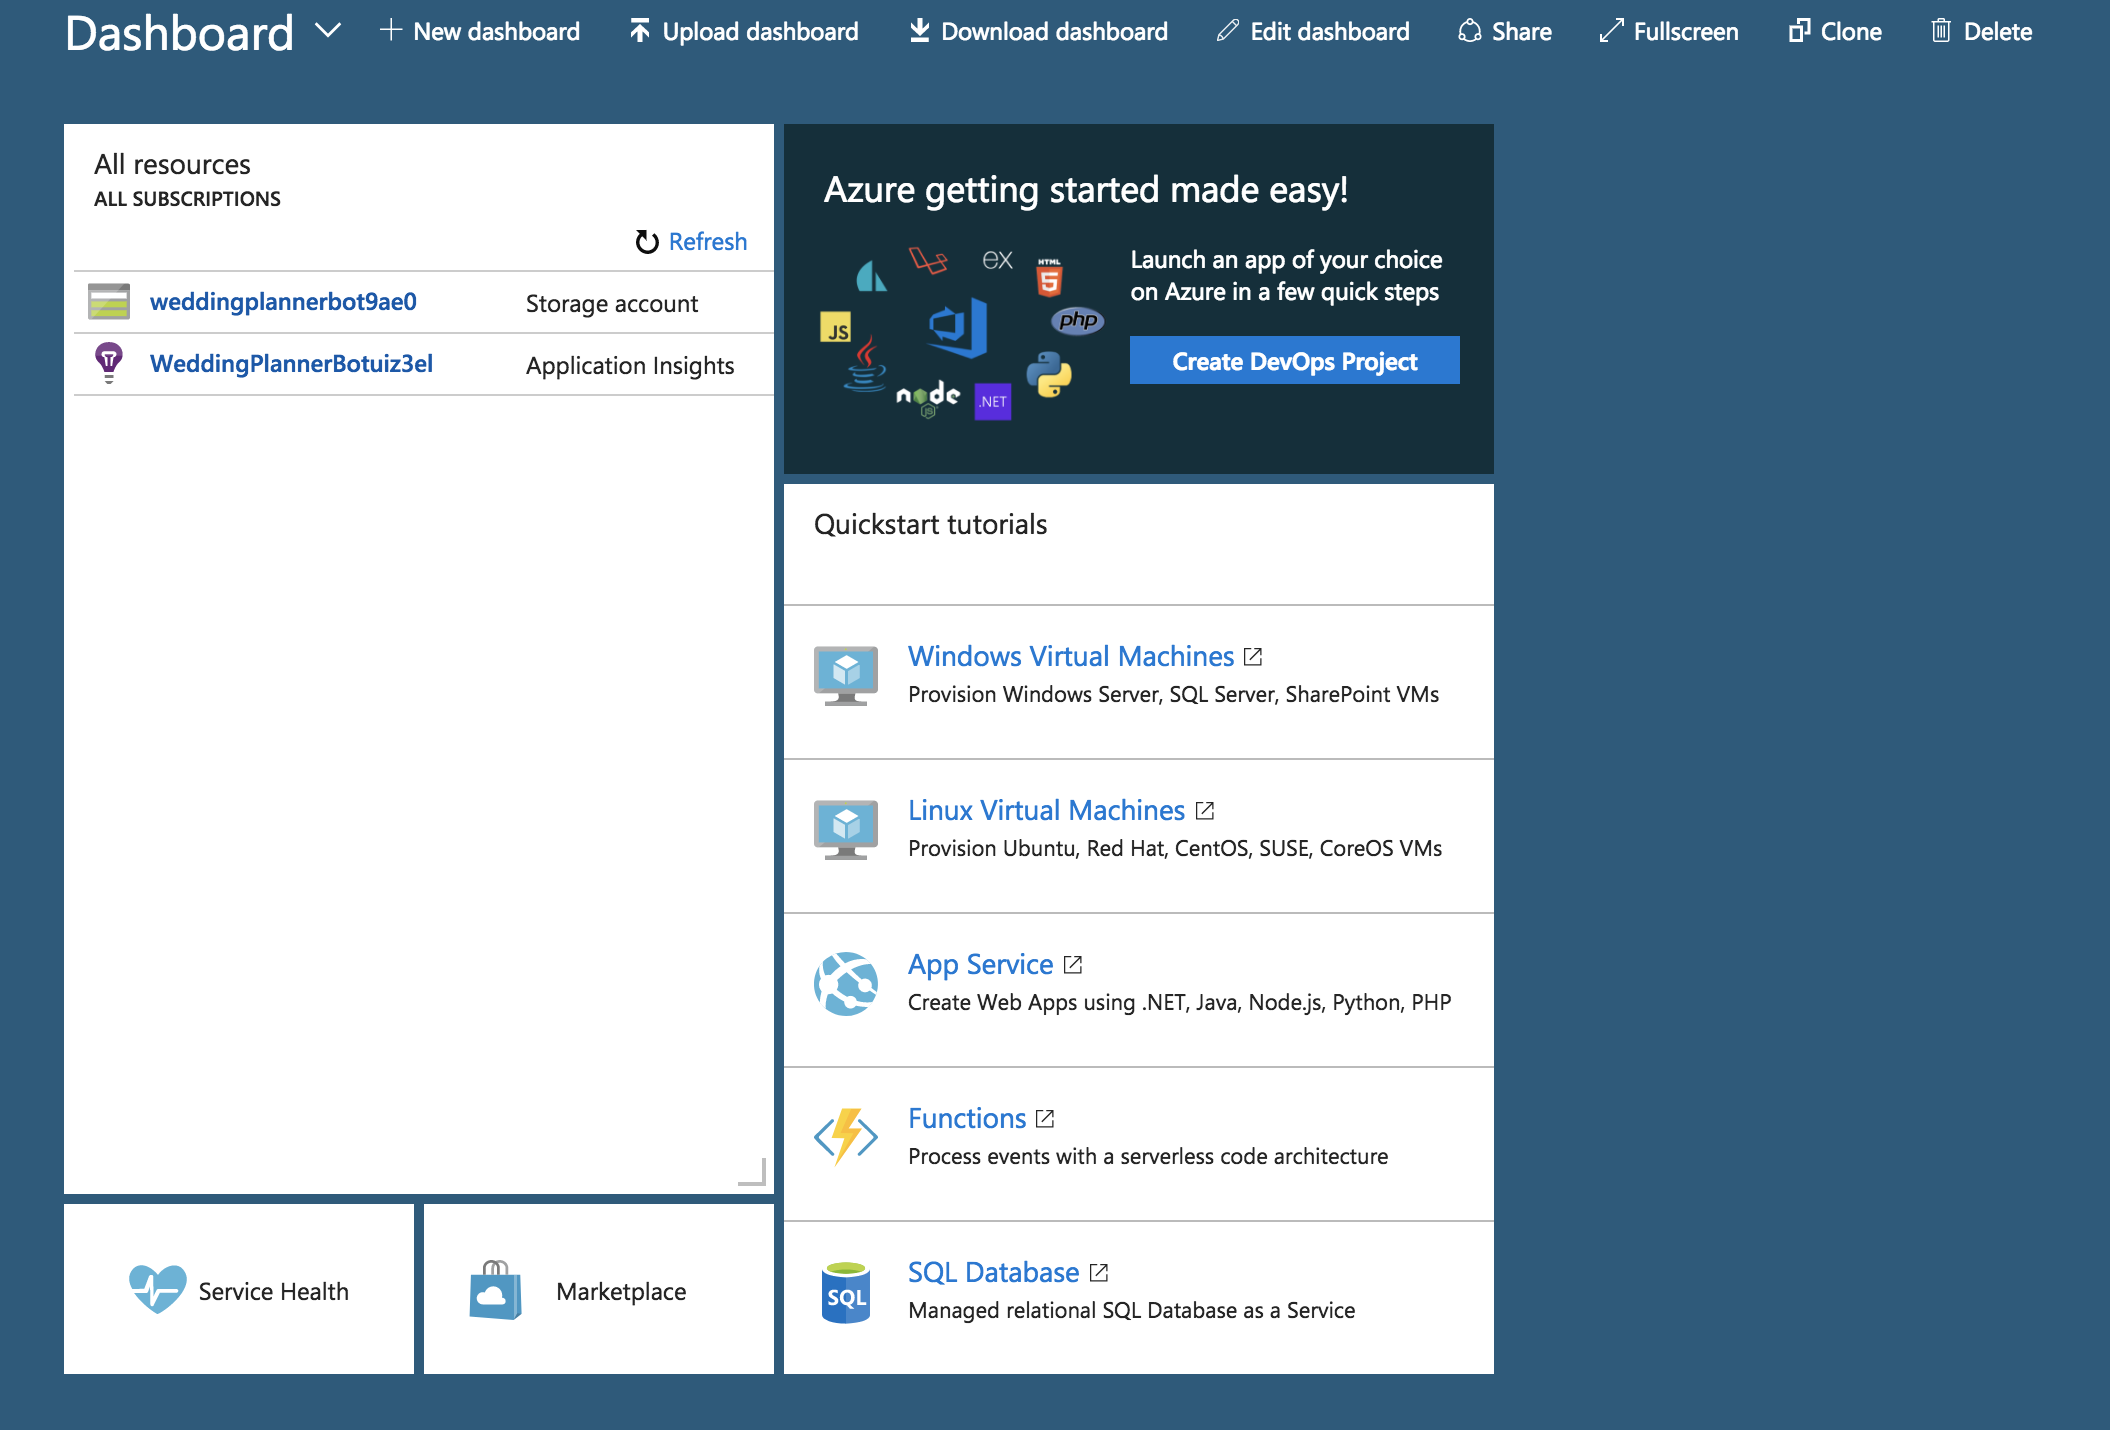 Dashboard
New dashboard
Upload dashboard
Download dashboard
Edit dashboard
Share
Fullscreen
Clone
Delete
All resources
ALL SUBSCRIPTIONS
Refresh
weddingplannerbot9ae0 Storage account
WeddingPlannerBotuiz3el Application Insights
Service Health
Marketplace
Azure getting started made easy!
ex
HTML
5
JS
php
node
JS
.NET
Launch an app of your choice
on Azure in a few quick steps
Create DevOps Project
Quickstart tutorials
Windows Virtual Machines
Provision Windows Server, SQL Server, SharePoint VMs
Linux Virtual Machines
Provision Ubuntu, Red Hat, CentOS, SUSE, CoreOS VMs
App Service
Create Web Apps using .NET, Java, Node.js, Python, PHP
Functions
Process events with a serverless code architecture
SQL
SQL Database
Managed relational SQL Database as a Service